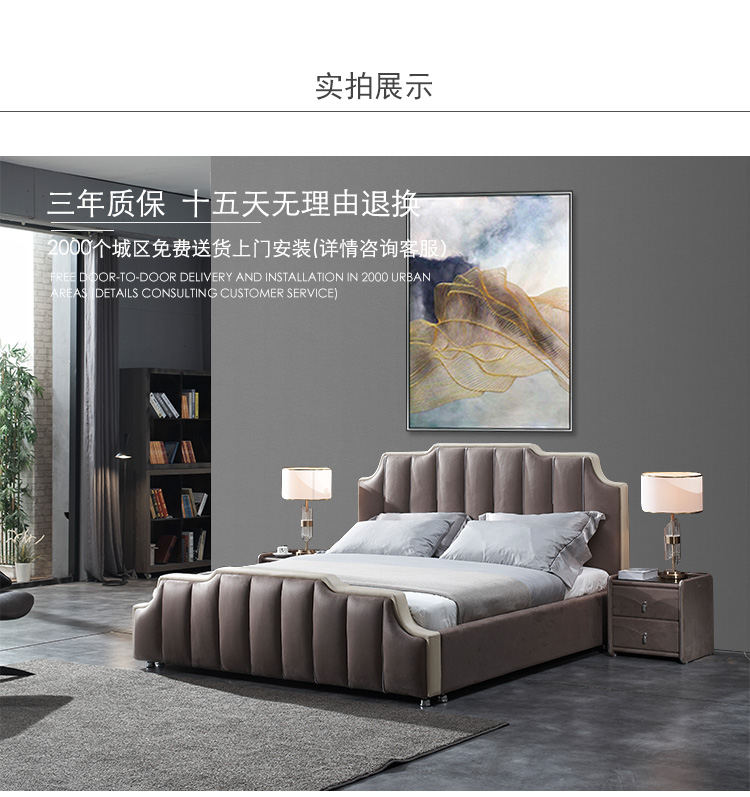 实拍展示
三年质保 十五天无理由退换
2000个城区免费送货上门安装(详情咨询客服)
FREE DOOR-TO-DOOR DELIVERY AND INSTALLATION IN 2000 URBAN
AREAS (DETAILS CONSULTING CUSTOMER SERVICE)